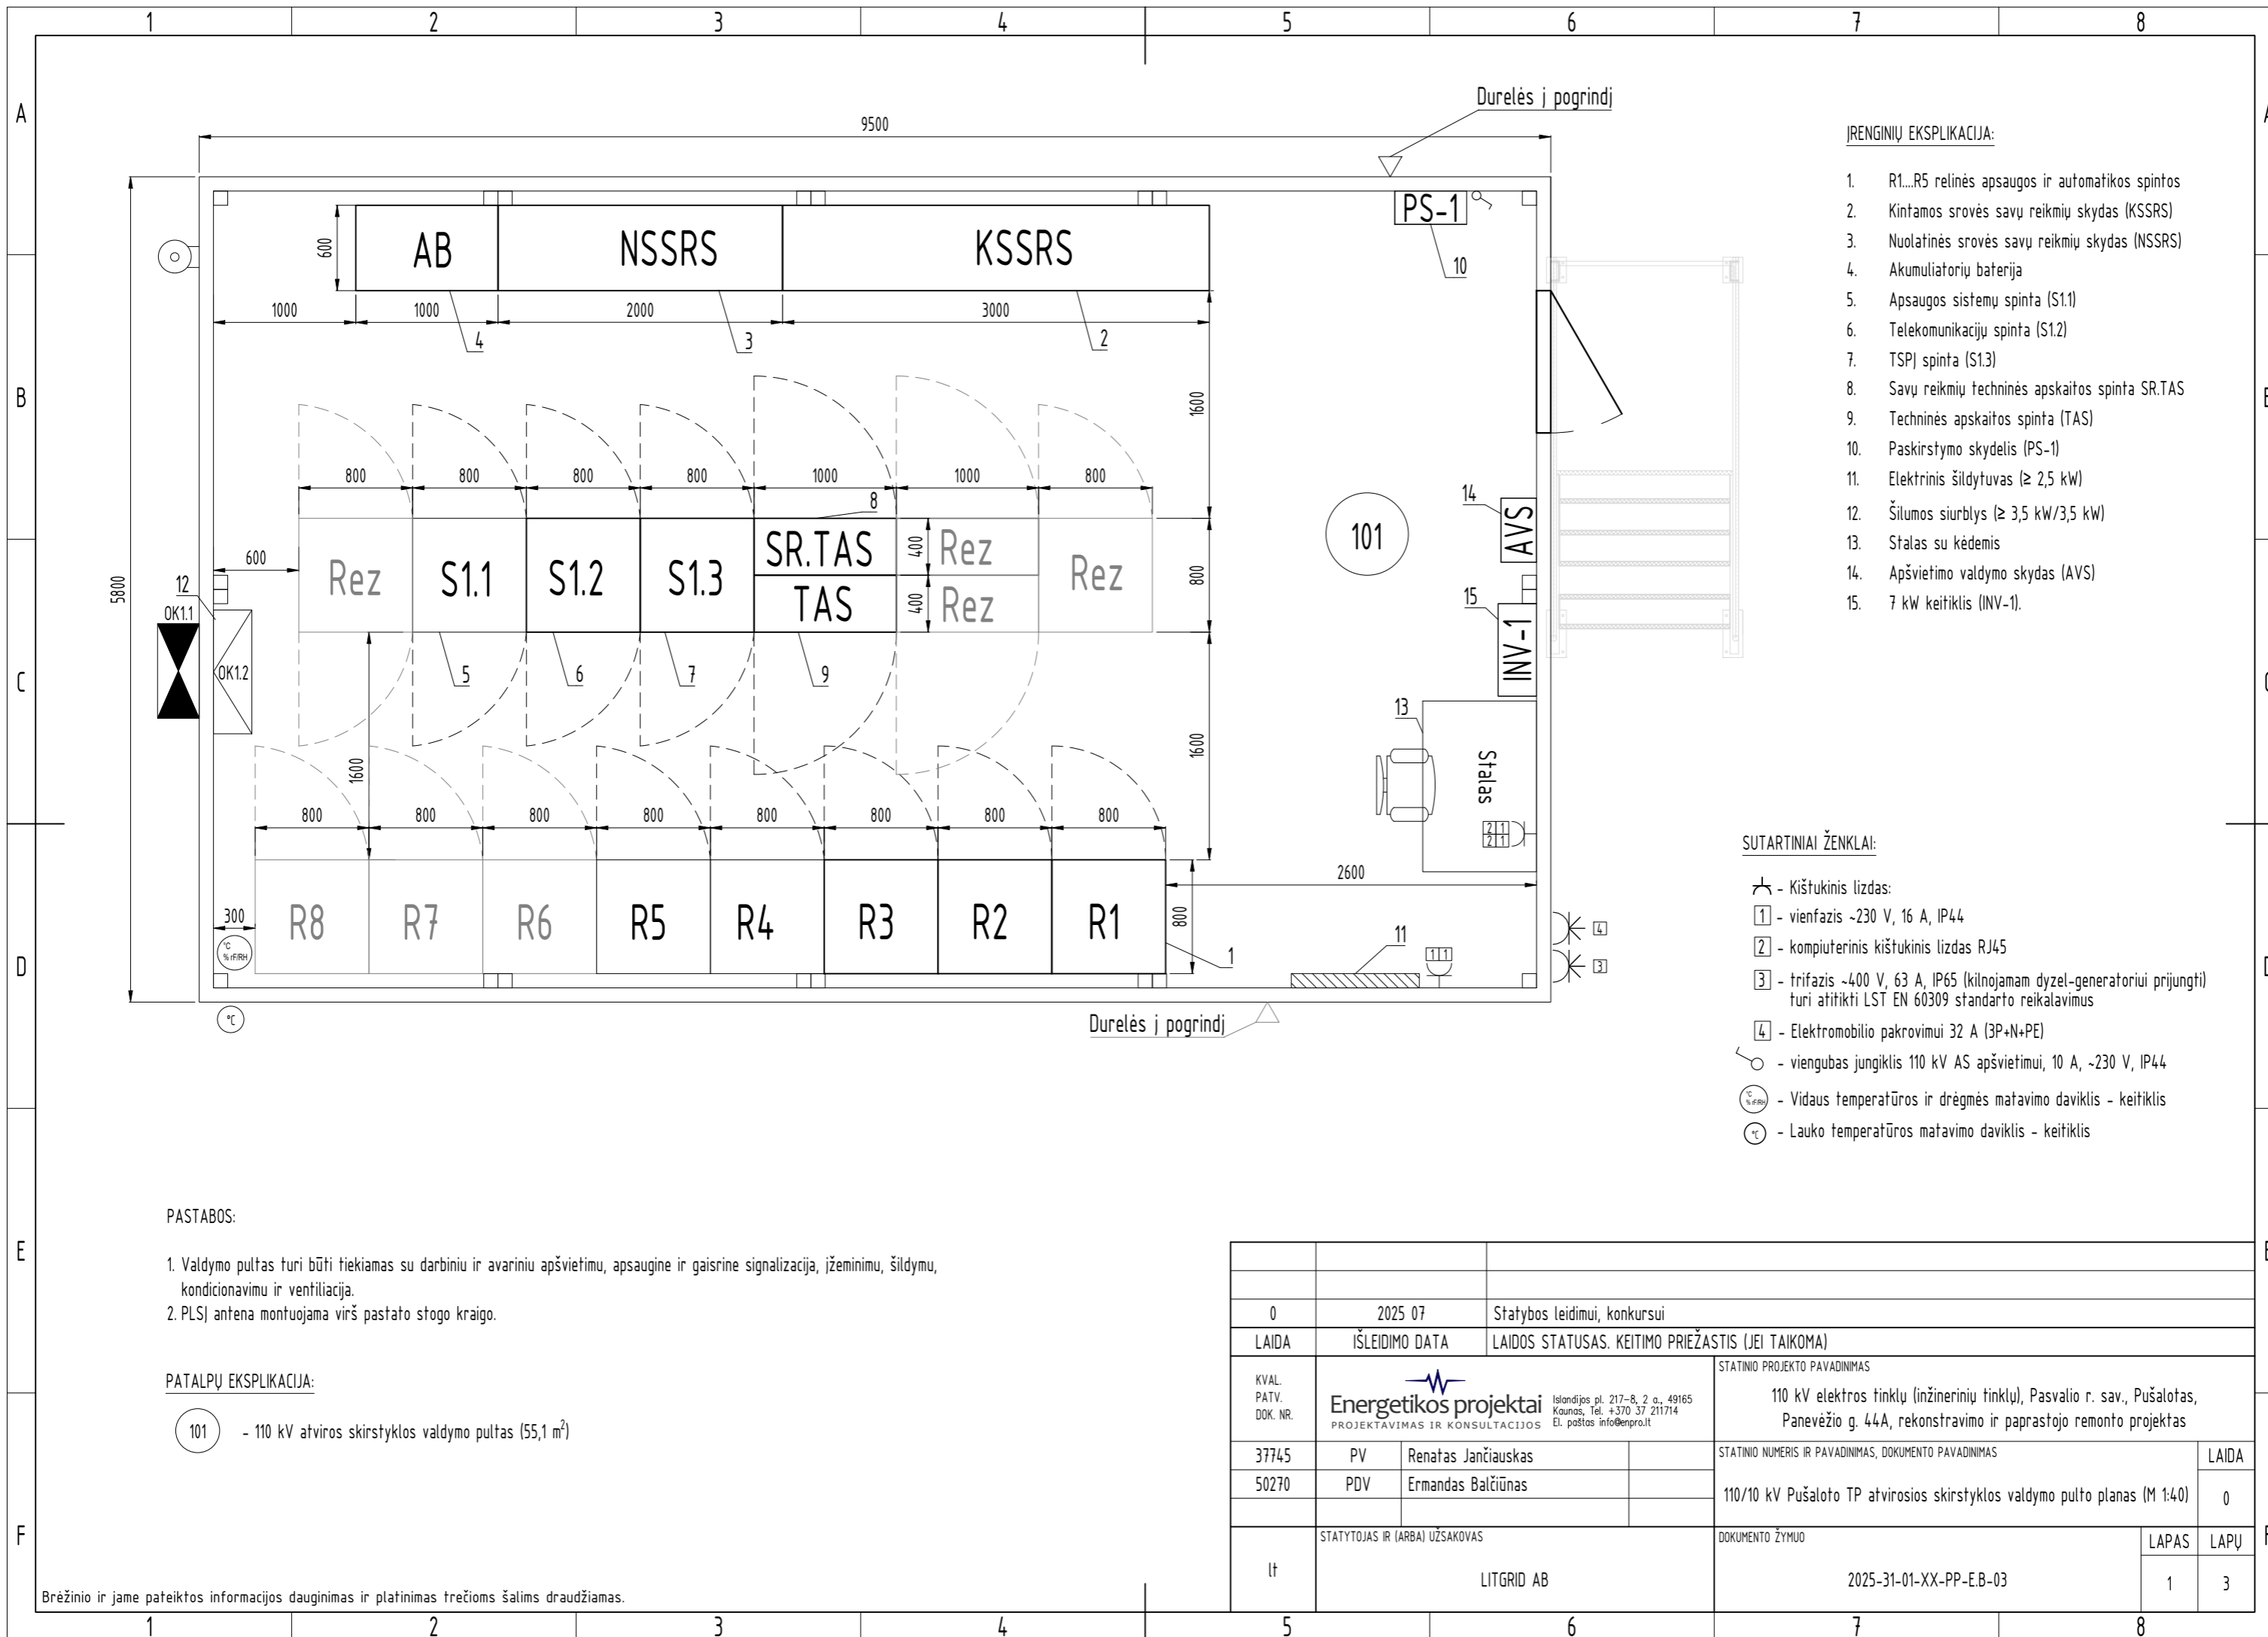 1 2 3 4 5 6 7 8
A
B
C
D
E
F
Durelės į pogrindį
9500
5800
AB
NSSRS
KSSRS
PS-1
600
10
1000
1000
2000
3000
4
3
2
1600
800
800
800
800
1000
1000
800
8
14
AVS
101
Rez
S1.1
S1.2
S1.3
SR.TAS
TAS
400
400
Rez
Rez
Rez
800
600
12
OK1.1
OK1.2
15
INV-1
5
6
7
9
13
Stalas
1600
1600
800
800
800
800
800
800
800
800
2 1
2 1
2600
R8
R7
R6
R5
R4
R3
R2
R1
300
800
°C
% rF/RH
1
11
1 1
4
3
°C
Durelės į pogrindį
ĮRENGINIŲ EKSPLIKACIJA:
1. R1....R5 relinės apsaugos ir automatikos spintos
2. Kintamos srovės savų reikmių skydas (KSSRS)
3. Nuolatinės srovės savų reikmių skydas (NSSRS)
4. Akumuliatorių baterija
5. Apsaugos sistemų spinta (S1.1)
6. Telekomunikacijų spinta (S1.2)
7. TSPĮ spinta (S1.3)
8. Savų reikmių techninės apskaitos spinta SR.TAS
9. Techninės apskaitos spinta (TAS)
10. Paskirstymo skydelis (PS-1)
11. Elektrinis šildytuvas (≥ 2,5 kW)
12. Šilumos siurblys (≥ 3,5 kW/3,5 kW)
13. Stalas su kėdemis
14. Apšvietimo valdymo skydas (AVS)
15. 7 kW keitiklis (INV-1).
SUTARTINIAI ŽENKLAI:
- Kištukinis lizdas:
1 - vienfazis ~230 V, 16 A, IP44
2 - kompiuterinis kištukinis lizdas RJ45
3 - trifazis ~400 V, 63 A, IP65 (kilnojamam dyzel-generatoriui prijungti)
turi atitikti LST EN 60309 standarto reikalavimus
4 - Elektromobilio pakrovimui 32 A (3P+N+PE)
- viengubas jungiklis 110 kV AS apšvietimui, 10 A, ~230 V, IP44
°C % rF/RH - Vidaus temperatūros ir drėgmės matavimo daviklis - keitiklis
°C - Lauko temperatūros matavimo daviklis - keitiklis
PASTABOS:
1. Valdymo pultas turi būti tiekiamas su darbiniu ir avariniu apšvietimu, apsaugine ir gaisrine signalizacija, įžeminimu, šildymu,
kondicionavimu ir ventiliacija.
2. PLSĮ antena montuojama virš pastato stogo kraigo.
PATALPŲ EKSPLIKACIJA:
101 - 110 kV atviros skirstyklos valdymo pultas (55,1 m²)
0 2025 07 Statybos leidimui, konkursui
LAIDA IŠLEIDIMO DATA LAIDOS STATUSAS. KEITIMO PRIEŽASTIS (JEI TAIKOMA)
KVAL.
PATV.
DOK. NR.
Energetikos projektai
PROJEKTAVIMAS IR KONSULTACIJOS
Islandijos pl. 217-8, 2 a., 49165
Kaunas, Tel. +370 37 211714
El. paštas info@enpro.lt
STATINIO PROJEKTO PAVADINIMAS
110 kV elektros tinklų (inžinerinių tinklų), Pasvalio r. sav., Pušalotas,
Panevėžio g. 44A, rekonstravimo ir paprastojo remonto projektas
37745 PV Renatas Jančiauskas
50270 PDV Ermandas Balčiūnas
STATINIO NUMERIS IR PAVADINIMAS, DOKUMENTO PAVADINIMAS
LAIDA
110/10 kV Pušaloto TP atvirosios skirstyklos valdymo pulto planas (M 1:40)
0
lt
STATYTOJAS IR (ARBA) UŽSAKOVAS
LITGRID AB
DOKUMENTO ŽYMUO
2025-31-01-XX-PP-E.B-03
LAPAS LAPŲ
1 3
Brėžinio ir jame pateiktos informacijos dauginimas ir platinimas trečioms šalims draudžiamas.
1 2 3 4 5 6 7 8